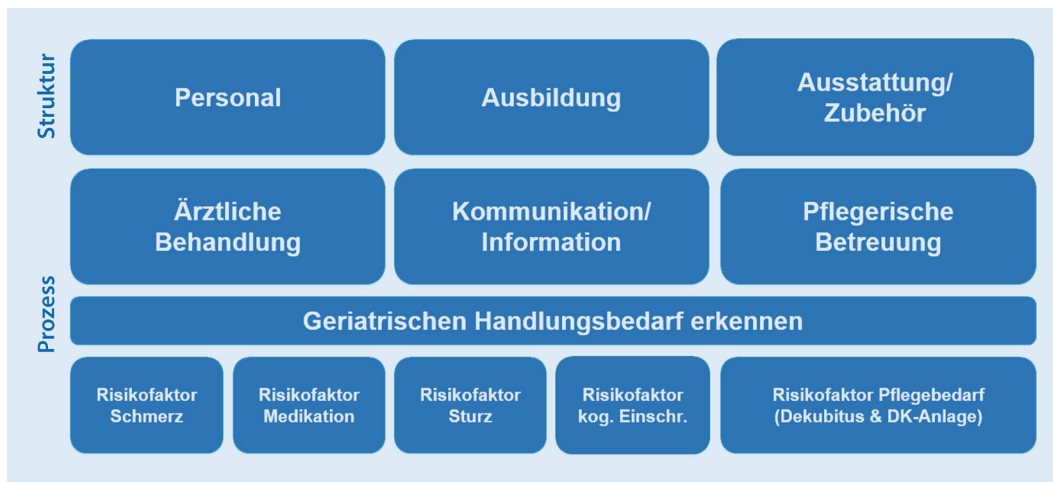 Struktur
Personal
Ausbildung
Ausstattung/
Zubehör
Prozess
Ärztliche
Behandlung
Kommunikation/
Information
Pflegerische
Betreuung
Geriatrischen Handlungsbedarf erkennen
Risikofaktor
Schmerz
Risikofaktor
Medikation
Risikofaktor
Sturz
Risikofaktor
kog. Einschr.
Risikofaktor Pflegebedarf
(Dekubitus & DK-Anlage)